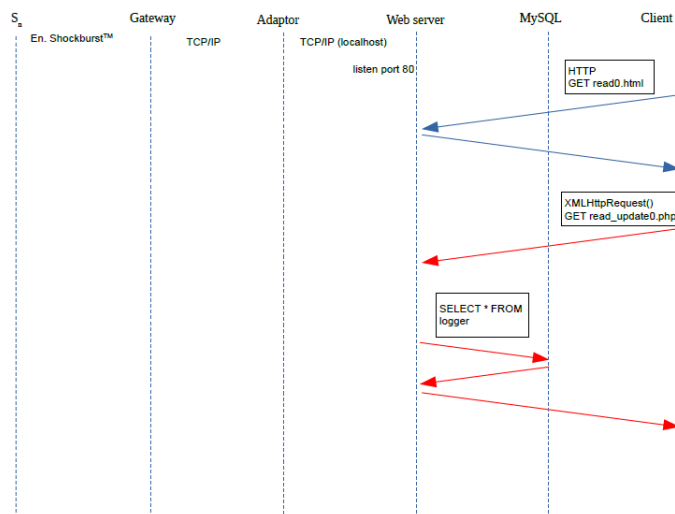 Sn Gateway Adaptor Web server MySQL Client
En. Shockburst™ TCP/IP TCP/IP (localhost)
listen port 80
HTTP
GET read0.html
XMLHttpRequest()
GET read_update0.php
SELECT * FROM
logger